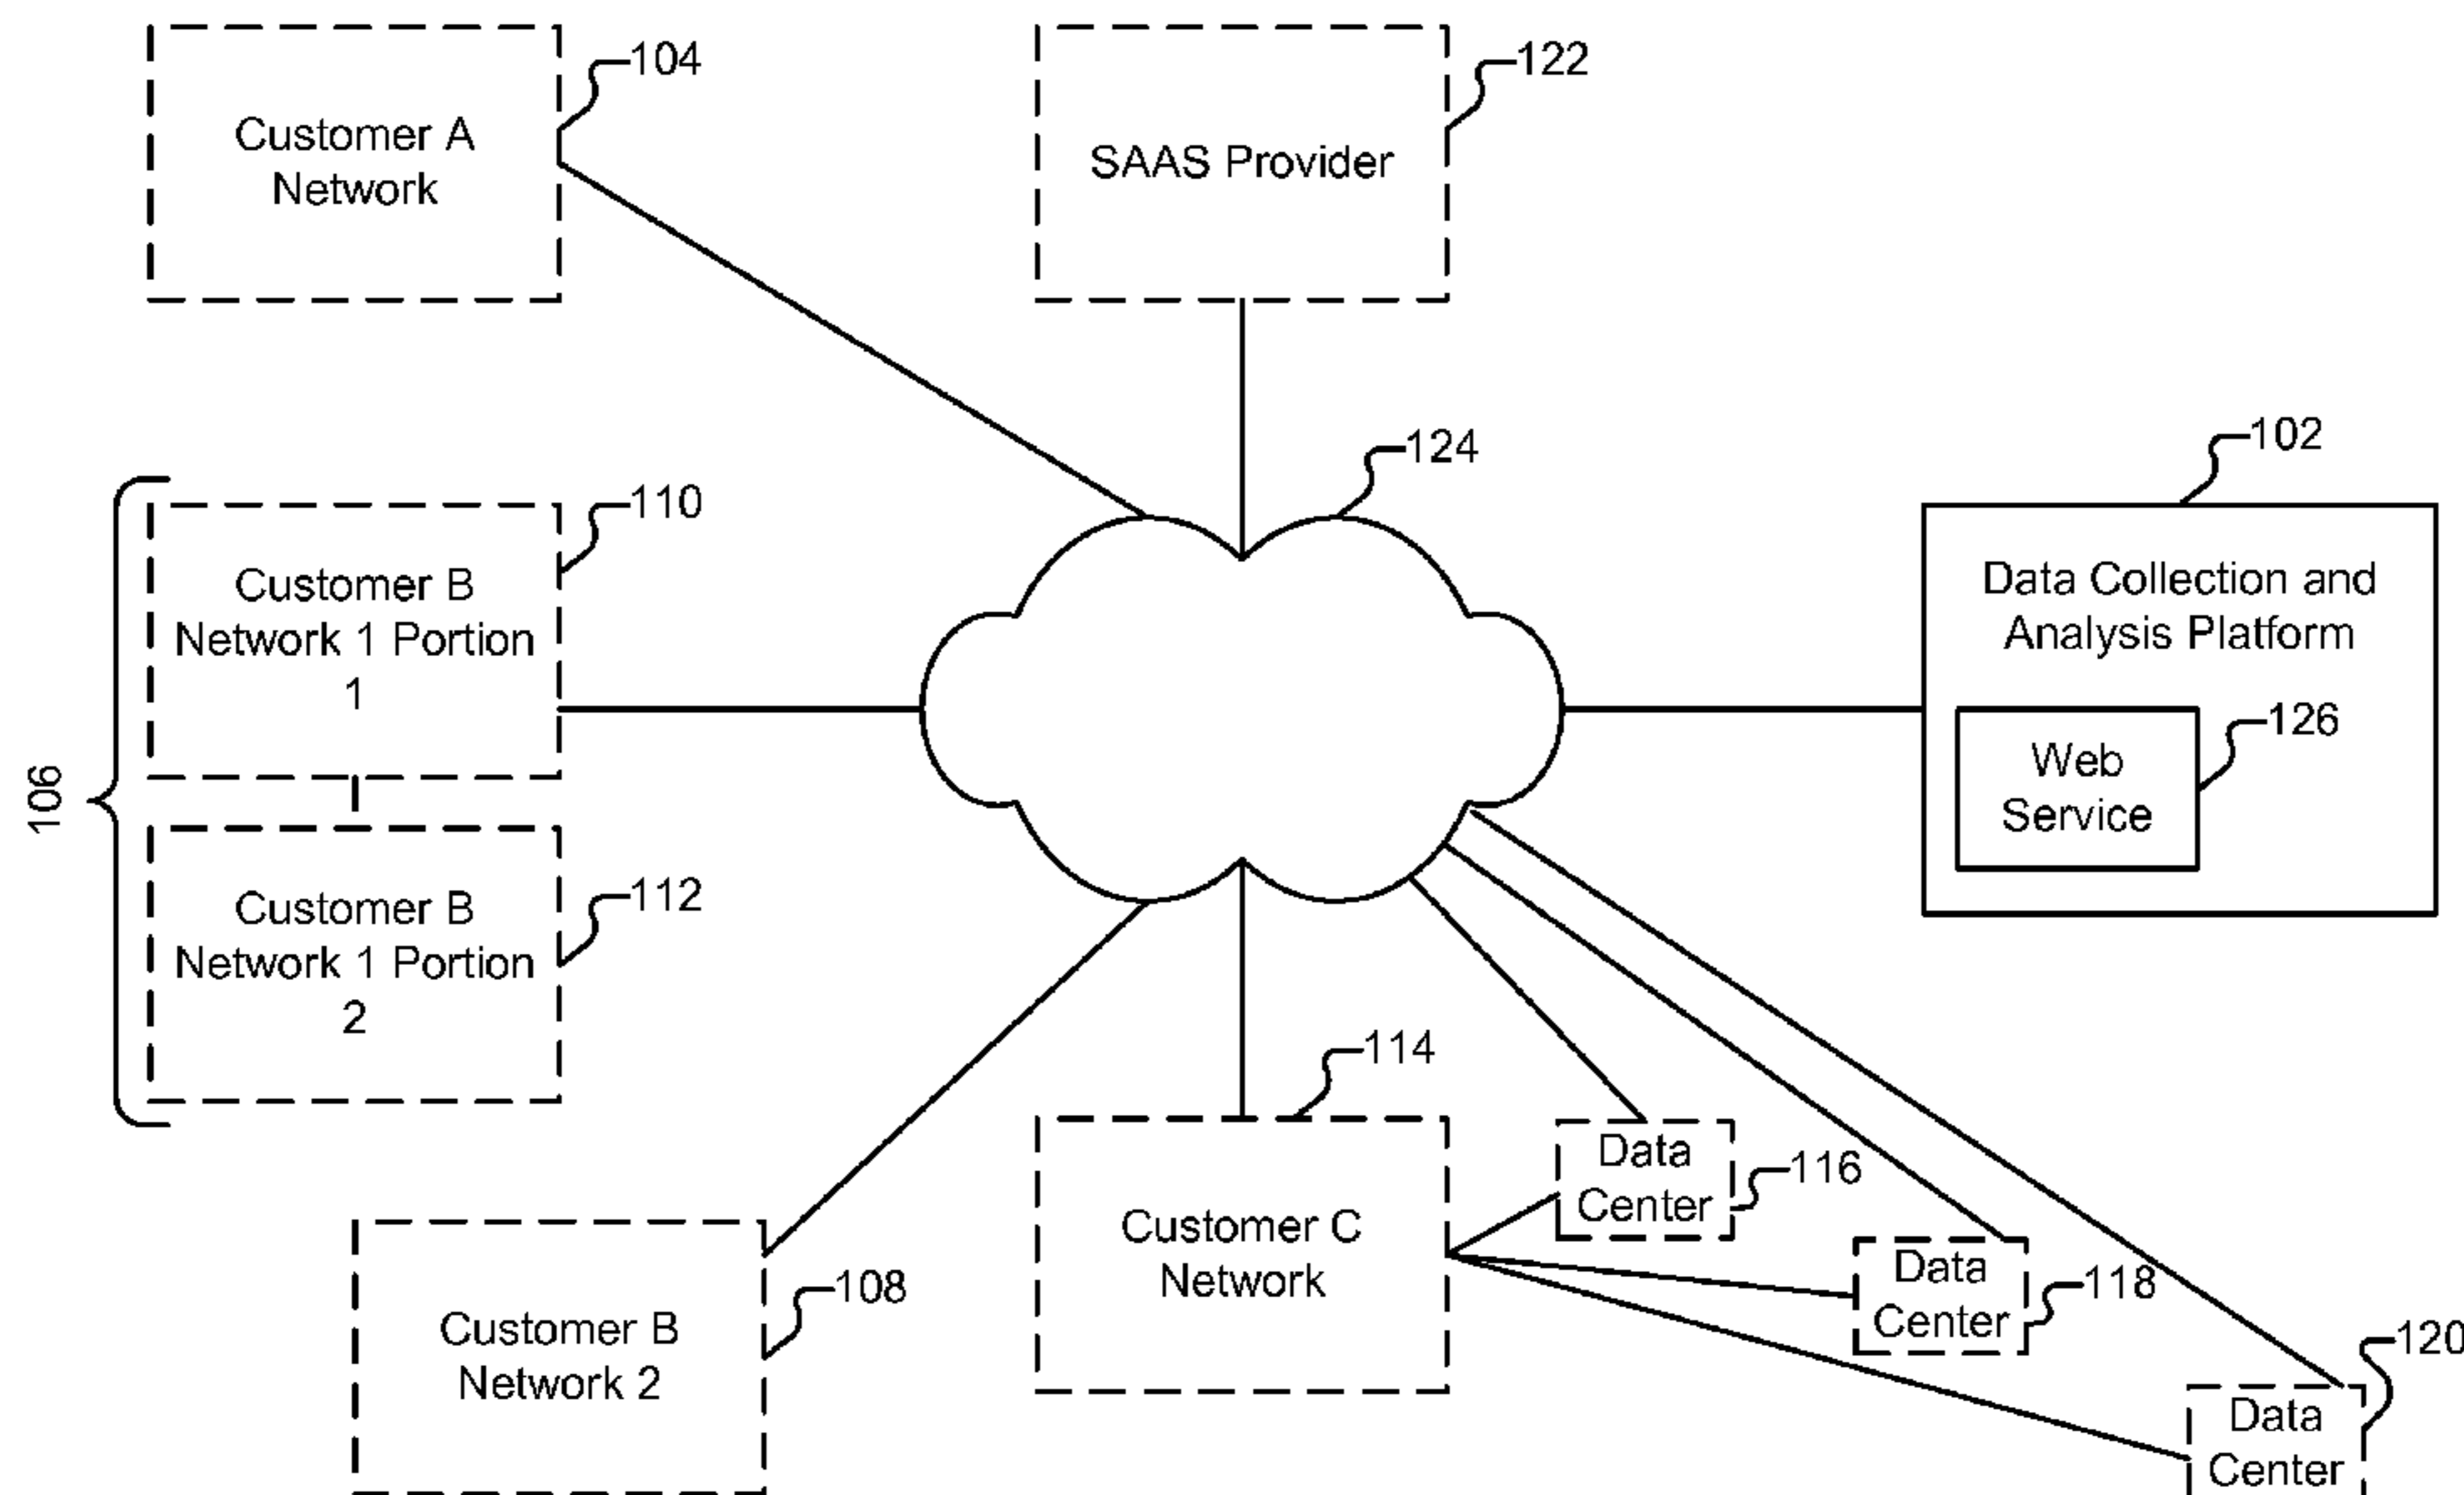 104
Customer A
Network
122
SAAS Provider
124
102
Data Collection and
Analysis Platform
126
Web
Service
106
110
Customer B
Network 1 Portion
1
112
Customer B
Network 1 Portion
2
108
Customer B
Network 2
114
Customer C
Network
116
Data
Center
118
Data
Center
120
Data
Center